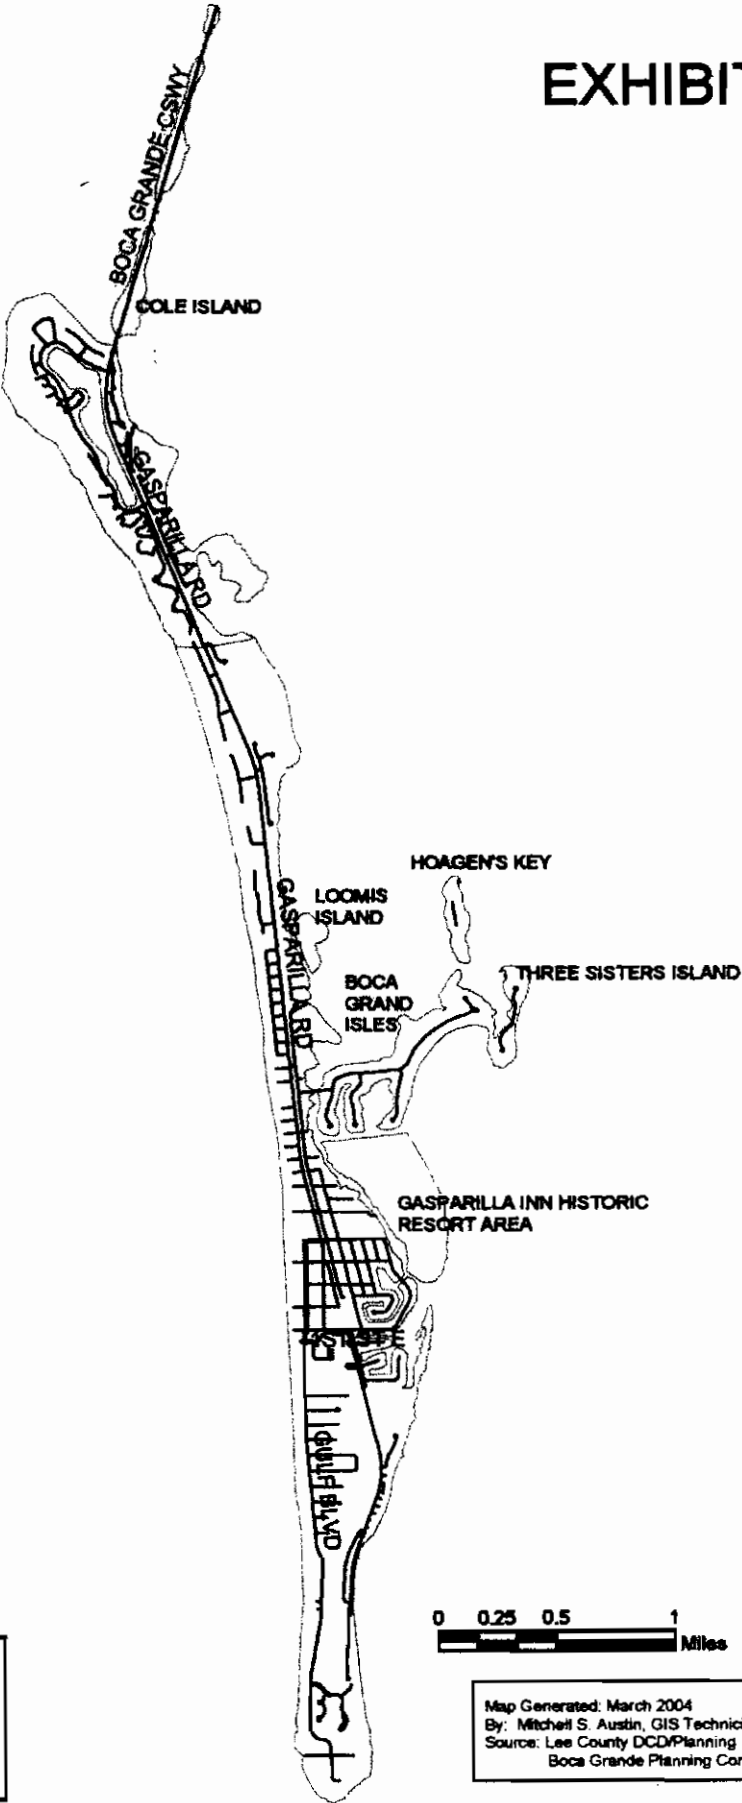 EXHIBIT
BOCA GRANDE CSWY
COLE ISLAND
GASPARILLA RD
HOAGEN'S KEY
LOOMIS
ISLAND
GASPARILLA RD
THREE SISTERS ISLAND
BOCA
GRAND
ISLES
GASPARILLA INN HISTORIC
RESORT AREA
GULF BLVD
0 0.25 0.5 1
Miles
Map Generated: March 2004
By: Mitchell S. Austin, GIS Technici
Source: Lee County DCD/Planning
Boca Grande Planning Cor